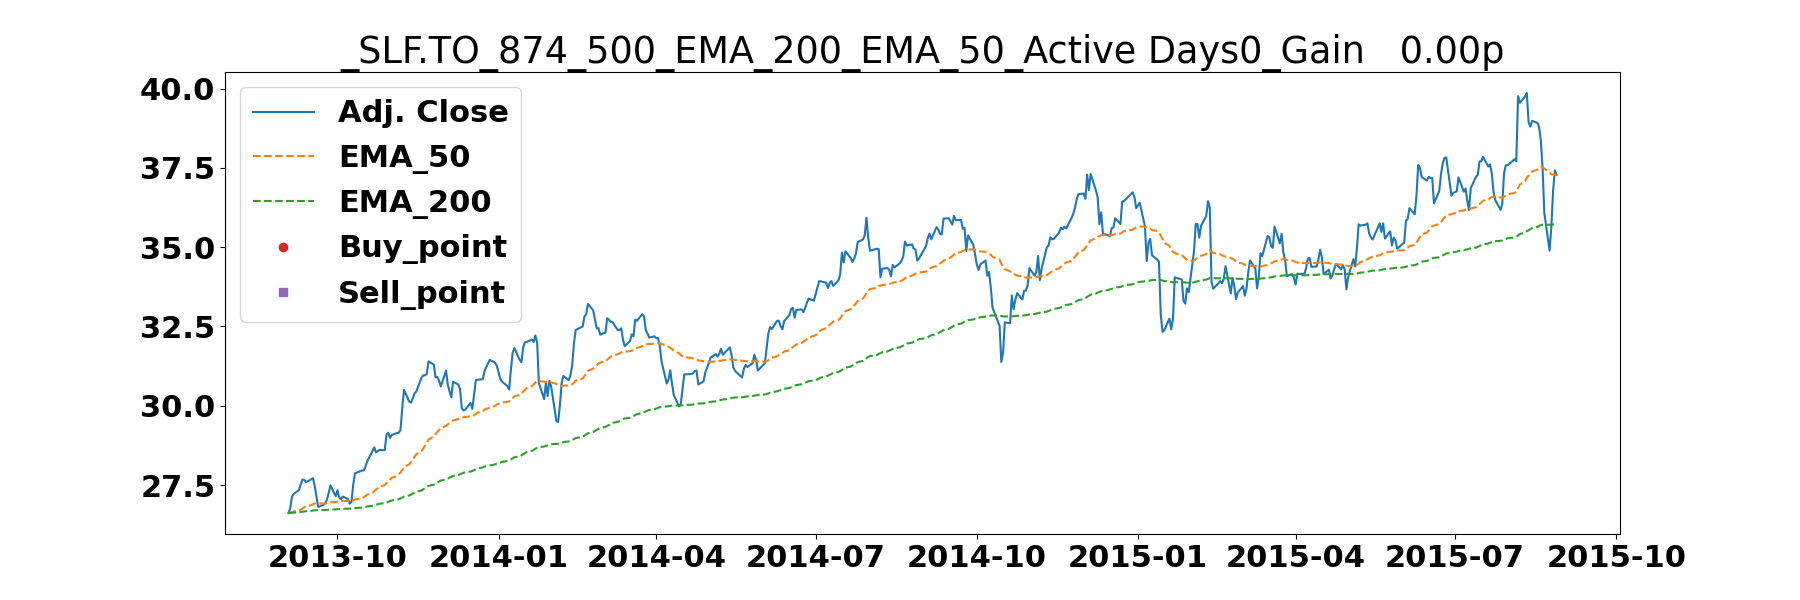 _SLF.TO_874_500_EMA_200_EMA_50_Active Days0_Gain   0.00p
40.0
37.5
35.0
32.5
30.0
27.5
Adj. Close
EMA_50
EMA_200
Buy_point
Sell_point
2013-10 2014-01 2014-04 2014-07 2014-10 2015-01 2015-04 2015-07 2015-10